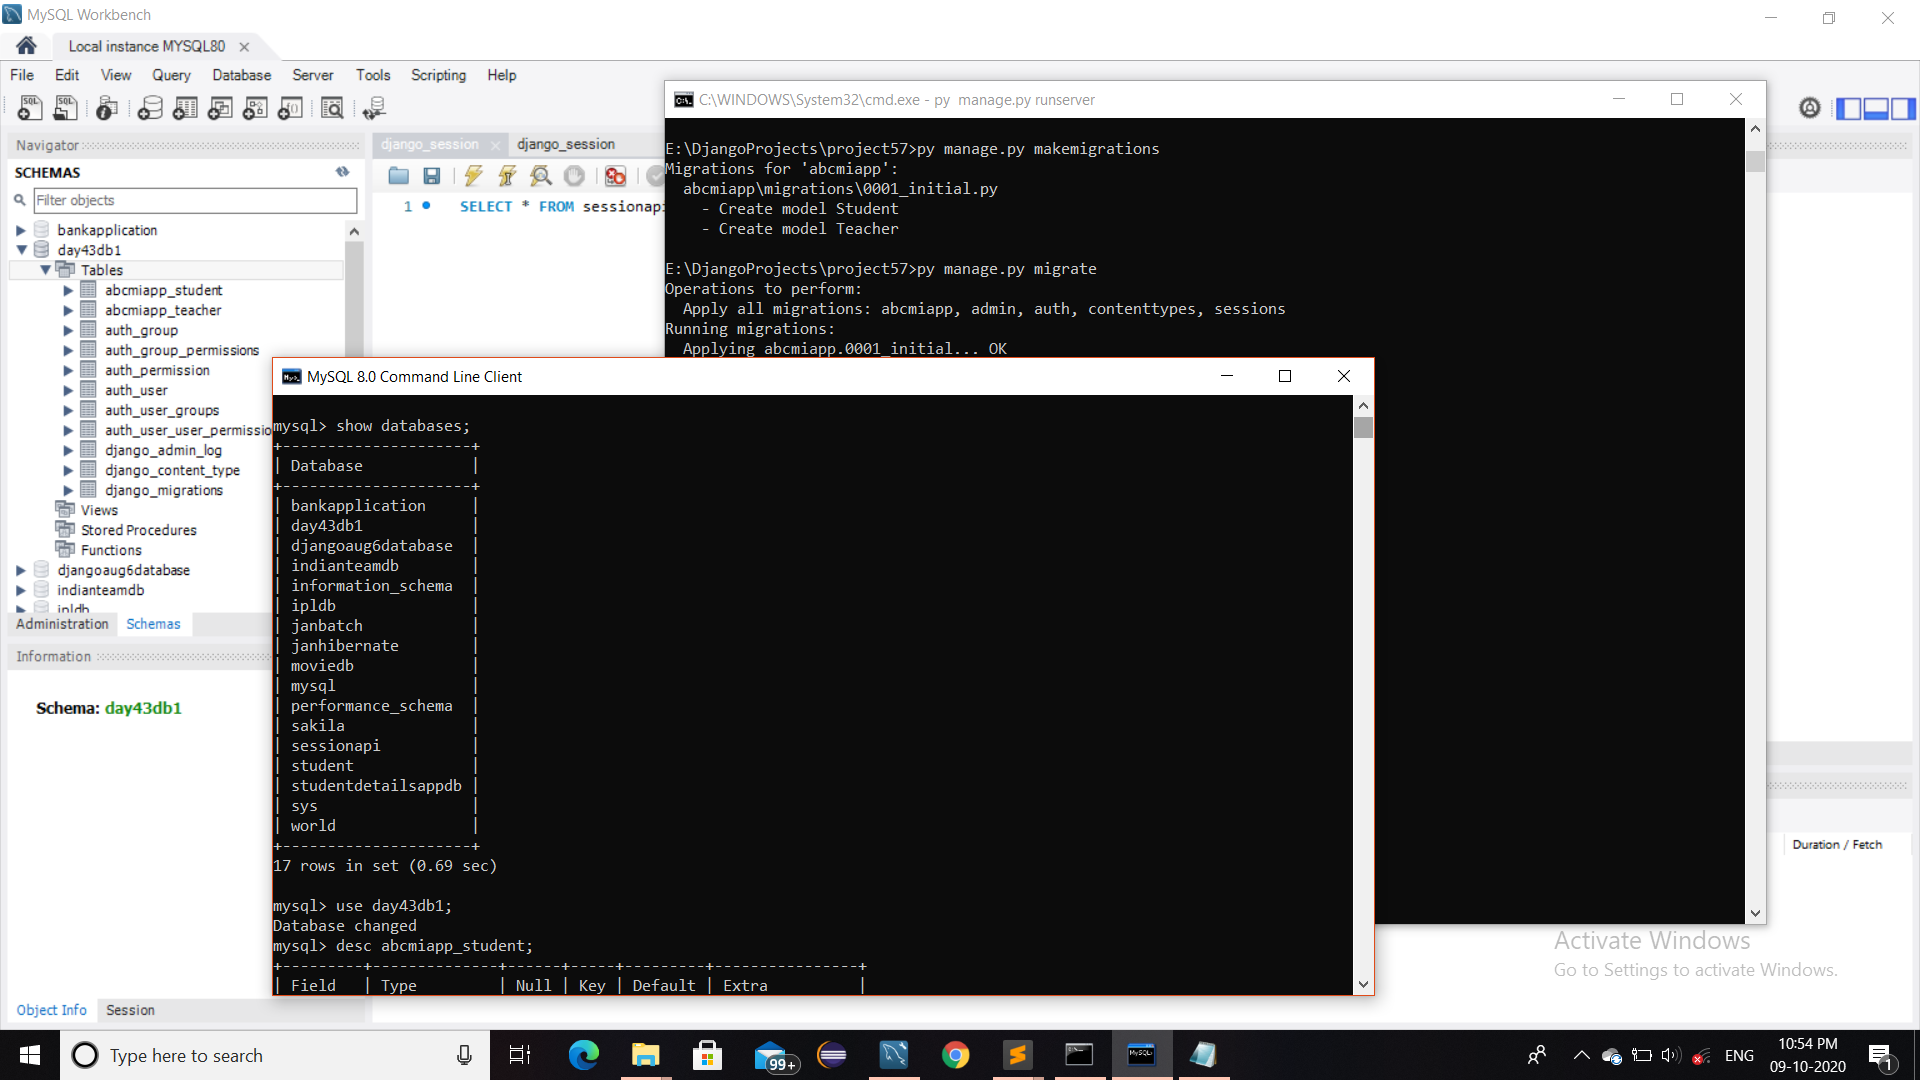 MySQL Workbench
Local instance MYSQL80
File Edit View Query Database Server Tools Scripting Help
Navigator
SCHEMAS
Filter objects
bankapplication
day43db1
Tables
abcmiapp_student
abcmiapp_teacher
auth_group
auth_group_permissions
auth_permission
auth_user
auth_user_groups
auth_user_user_permissio
django_admin_log
django_content_type
django_migrations
Views
Stored Procedures
Functions
djangoaug6database
indianteamdb
ipldb
Administration Schemas
Information
Schema: day43db1
Object Info Session
django_session django_session
1 SELECT * FROM sessionap
C:\WINDOWS\System32\cmd.exe - py manage.py runserver
E:\DjangoProjects\project57>py manage.py makemigrations
Migrations for 'abcmiapp':
abcmiapp\migrations\0001_initial.py
- Create model Student
- Create model Teacher
E:\DjangoProjects\project57>py manage.py migrate
Operations to perform:
Apply all migrations: abcmiapp, admin, auth, contenttypes, sessions
Running migrations:
Applying abcmiapp.0001_initial... OK
MySQL 8.0 Command Line Client
mysql> show databases;
+---------------------+
| Database            |
+---------------------+
| bankapplication     |
| day43db1            |
| djangoaug6database  |
| indianteamdb        |
| information_schema  |
| ipldb               |
| janbatch            |
| janhibernate        |
| moviedb             |
| mysql               |
| performance_schema  |
| sakila              |
| sessionapi          |
| student             |
| studentdetailsappdb |
| sys                 |
| world               |
+---------------------+
17 rows in set (0.69 sec)
mysql> use day43db1;
Database changed
mysql> desc abcmiapp_student;
+---------+--------------+------+-----+---------+----------------+
| Field   | Type         | Null | Key | Default | Extra          |
Duration / Fetch
Activate Windows
Go to Settings to activate Windows.
Type here to search
99+
ENG
10:54 PM
09-10-2020
1